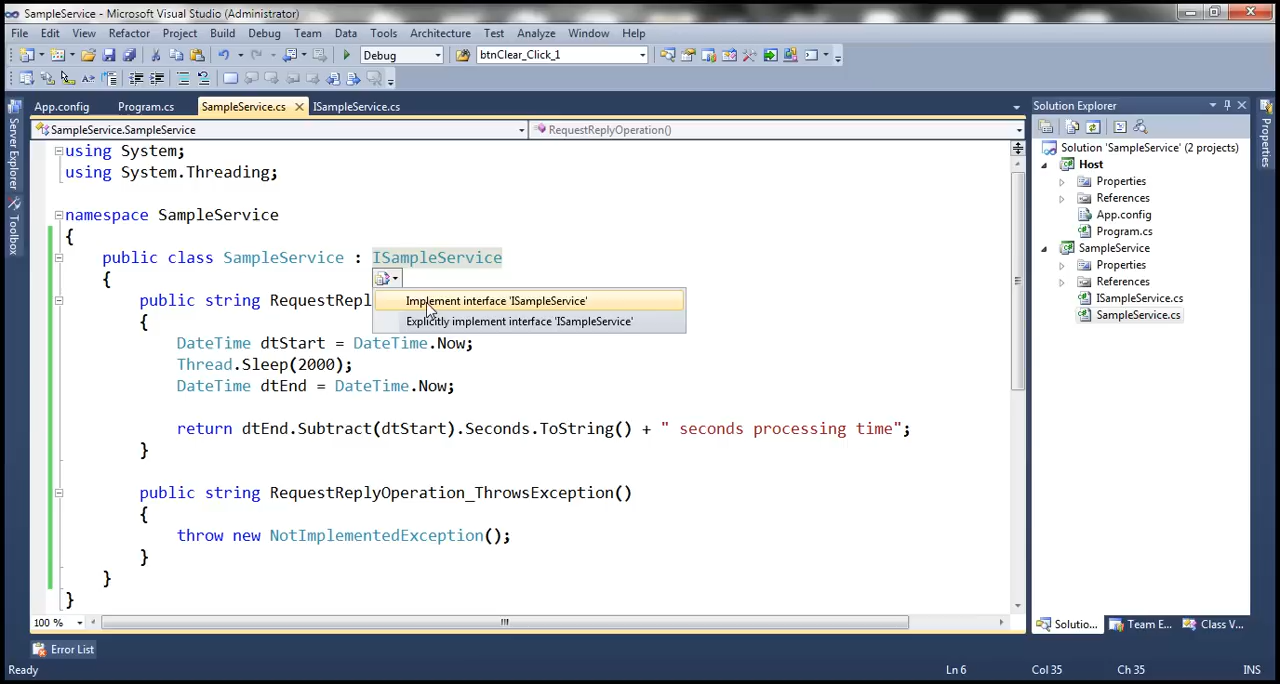 SampleService - Microsoft Visual Studio (Administrator)
File Edit View Refactor Project Build Debug Team Data Tools Architecture Test Analyze Window Help
Debug btnClear_Click_1
App.config Program.cs SampleService.cs ISampleService.cs
SampleService.SampleService RequestReplyOperation()
using System;
using System.Threading;
namespace SampleService
{
public class SampleService : ISampleService
{
public string RequestRepl
Implement interface 'ISampleService'
Explicitly implement interface 'ISampleService'
{
DateTime dtStart = DateTime.Now;
Thread.Sleep(2000);
DateTime dtEnd = DateTime.Now;
return dtEnd.Subtract(dtStart).Seconds.ToString() + " seconds processing time";
}
public string RequestReplyOperation_ThrowsException()
{
throw new NotImplementedException();
}
}
}
100 %
Server Explorer
Toolbox
Solution Explorer
Solution 'SampleService' (2 projects)
Host
Properties
References
App.config
Program.cs
SampleService
Properties
References
ISampleService.cs
SampleService.cs
Solutio... Team E... Class V...
Properties
Error List
Ready Ln 6 Col 35 Ch 35 INS